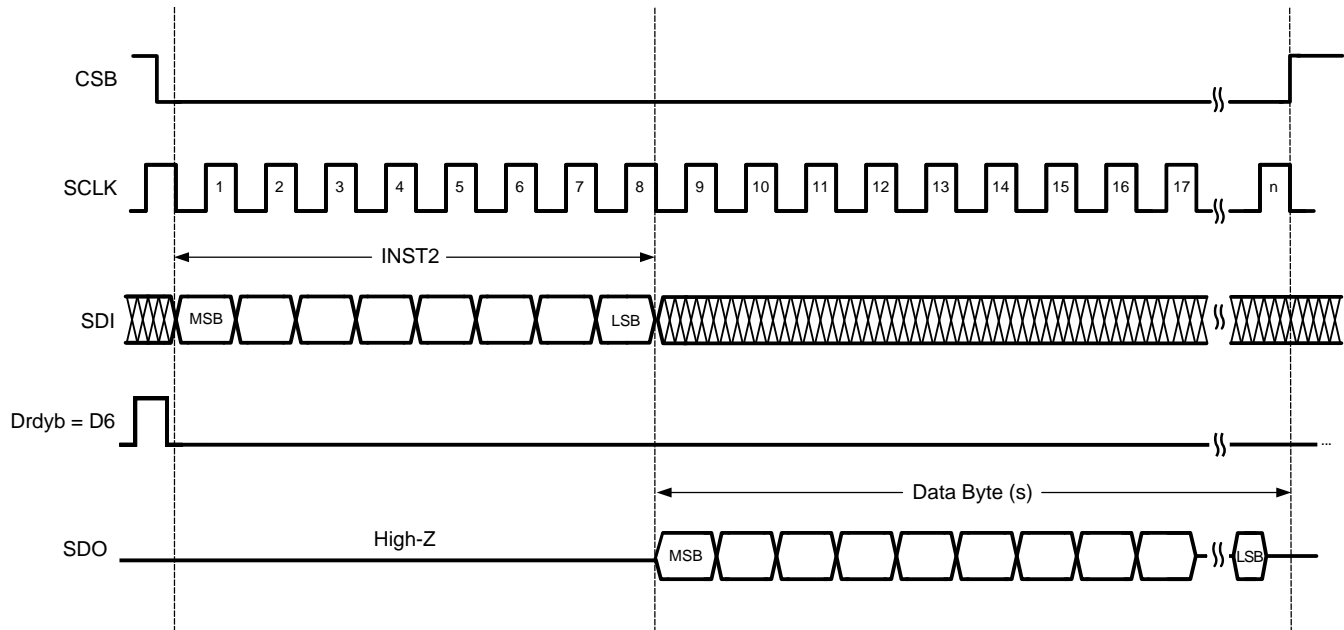 CSB
SCLK
1 2 3 4 5 6 7 8 9 10 11 12 13 14 15 16 17 n
INST2
SDI
MSB
LSB
Drdyb = D6
...
Data Byte (s)
SDO
High-Z
MSB
LSB